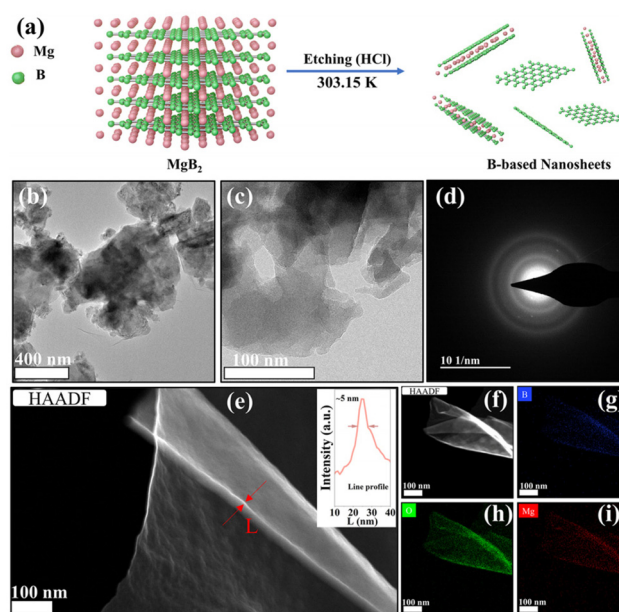 (a)
Mg
B
Etching (HCl)
303.15 K
MgB₂
B-based Nanosheets
(b)
400 nm
(c)
100 nm
(d)
10 1/nm
HAADF
(e)
L
100 nm
Intensity (a.u.)
~5 nm
Line profile
10 20 30 40
L (nm)
HAADF
(f)
100 nm
B
(g)
100 nm
O
(h)
100 nm
Mg
(i)
100 nm